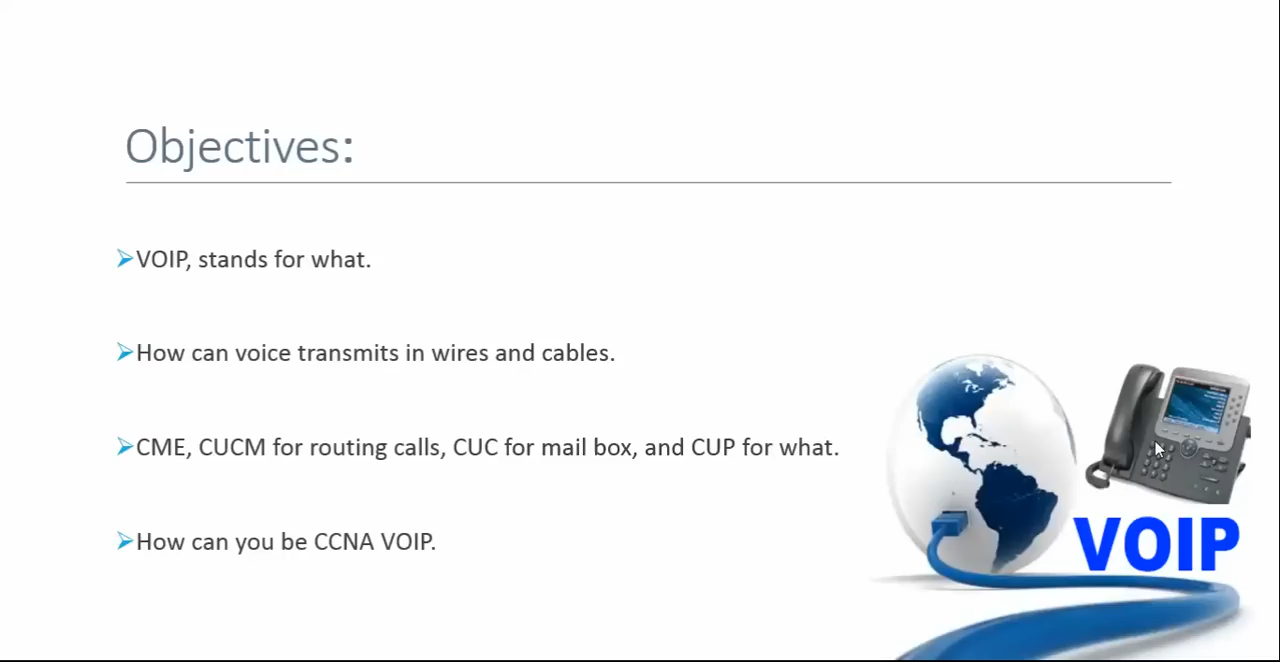 Objectives:
VOIP, stands for what.
How can voice transmits in wires and cables.
CME, CUCM for routing calls, CUC for mail box, and CUP for what.
How can you be CCNA VOIP.
VOIP